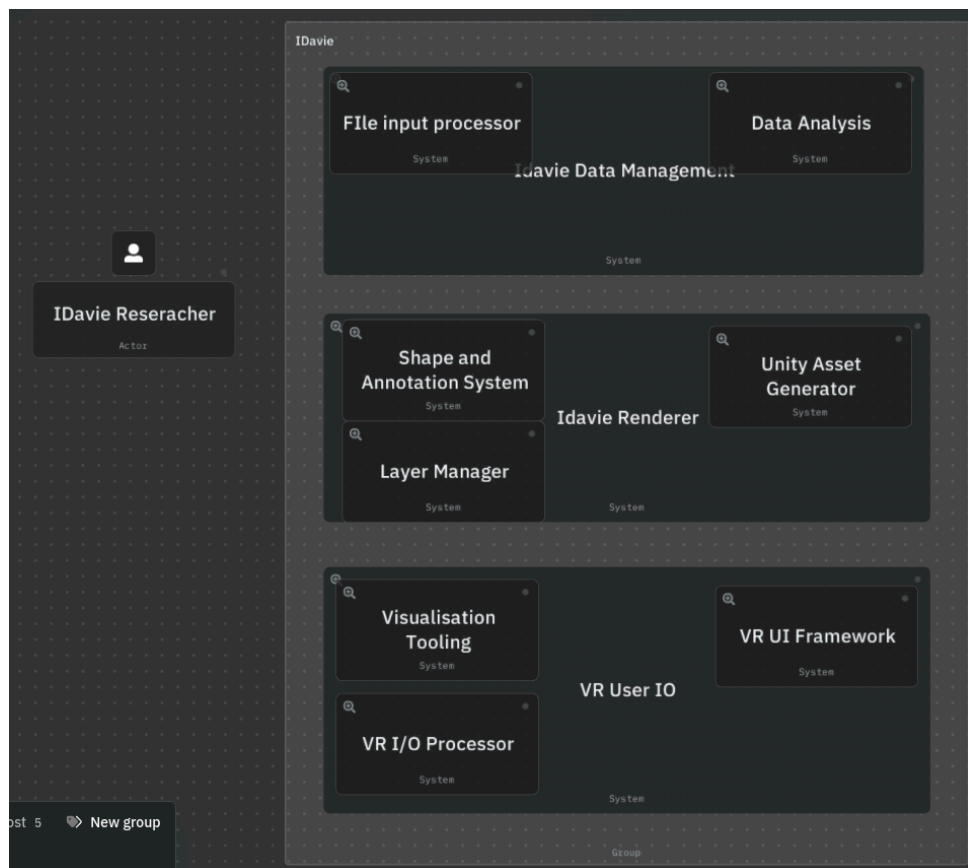 IDavie
FIle input processor
System
Data Analysis
System
Idavie Data Management
System
IDavie Reseracher
Actor
Shape and
Annotation System
System
Unity Asset
Generator
System
Idavie Renderer
Layer Manager
System
System
Visualisation
Tooling
System
VR UI Framework
System
VR User IO
VR I/O Processor
System
System
ost 5
New group
Group